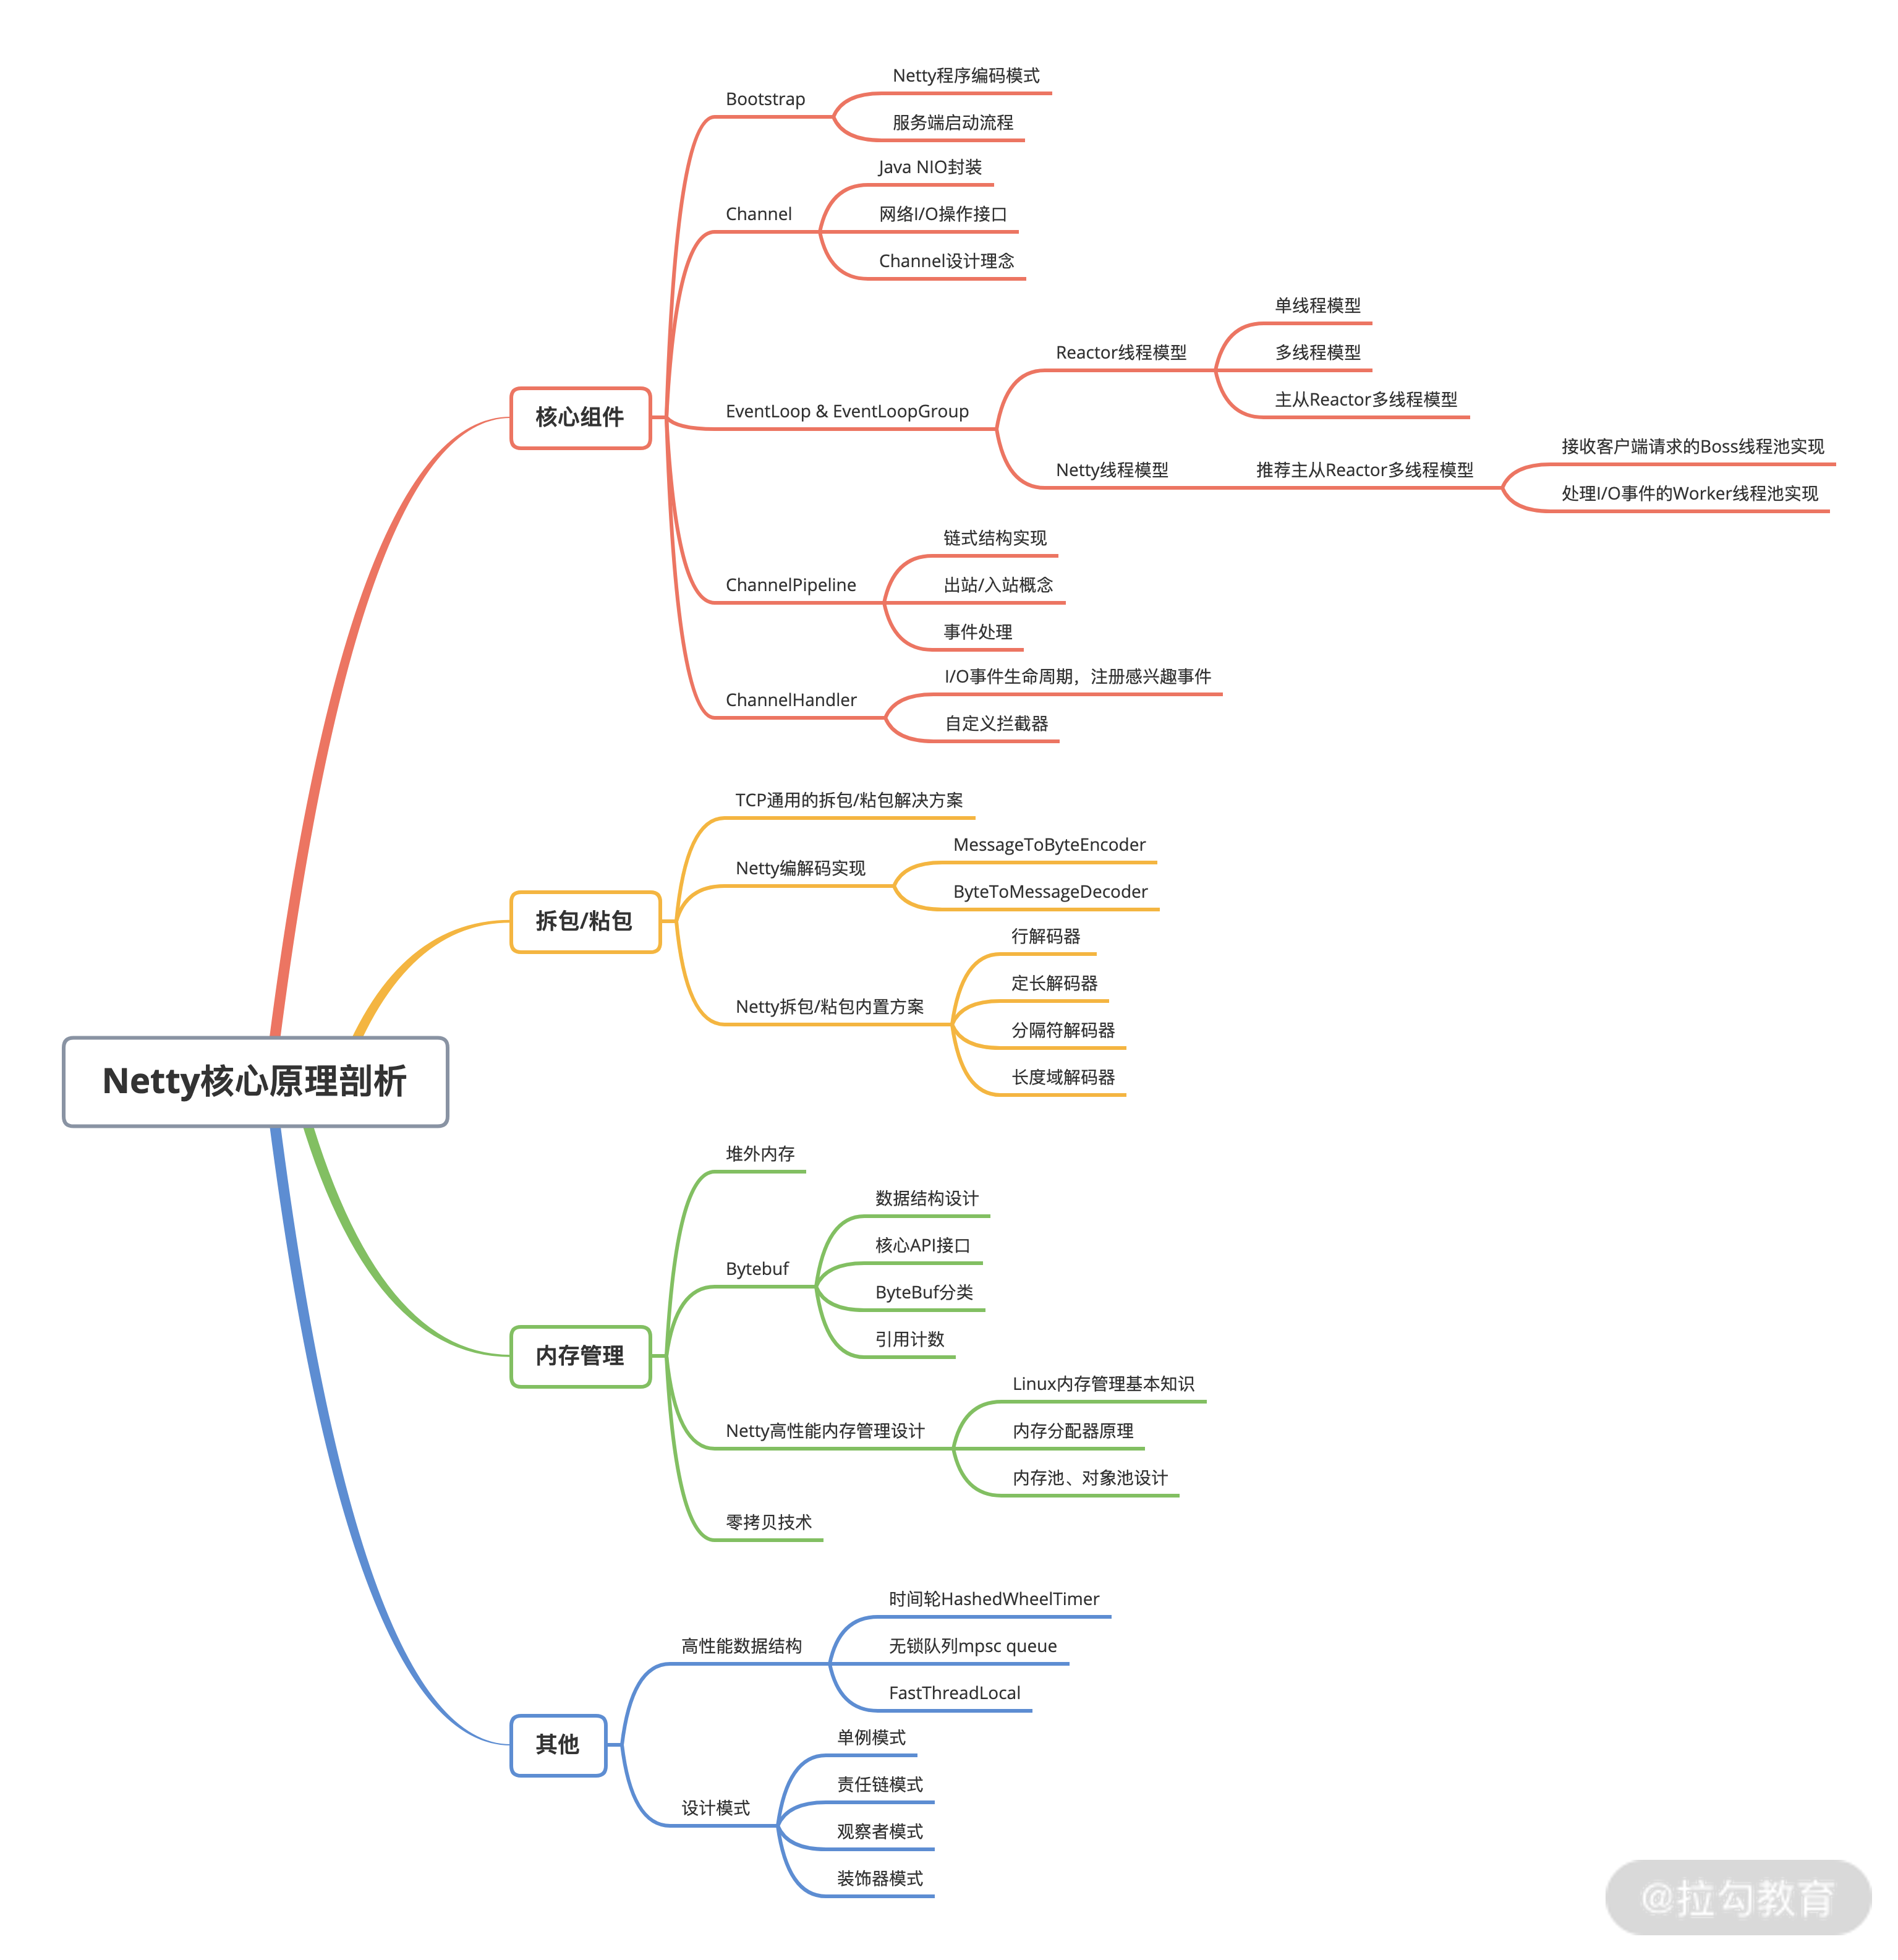 Netty核心原理剖析
核心组件
Bootstrap
Netty程序编码模式
服务端启动流程
Channel
Java NIO封装
网络I/O操作接口
Channel设计理念
EventLoop & EventLoopGroup
Reactor线程模型
单线程模型
多线程模型
主从Reactor多线程模型
Netty线程模型
推荐主从Reactor多线程模型
接收客户端请求的Boss线程池实现
处理I/O事件的Worker线程池实现
ChannelPipeline
链式结构实现
出站/入站概念
事件处理
ChannelHandler
I/O事件生命周期，注册感兴趣事件
自定义拦截器
拆包/粘包
TCP通用的拆包/粘包解决方案
Netty编解码实现
MessageToByteEncoder
ByteToMessageDecoder
Netty拆包/粘包内置方案
行解码器
定长解码器
分隔符解码器
长度域解码器
内存管理
堆外内存
Bytebuf
数据结构设计
核心API接口
ByteBuf分类
引用计数
Netty高性能内存管理设计
Linux内存管理基本知识
内存分配器原理
内存池、对象池设计
零拷贝技术
其他
高性能数据结构
时间轮HashedWheelTimer
无锁队列mpsc queue
FastThreadLocal
设计模式
单例模式
责任链模式
观察者模式
装饰器模式
@拉勾教育